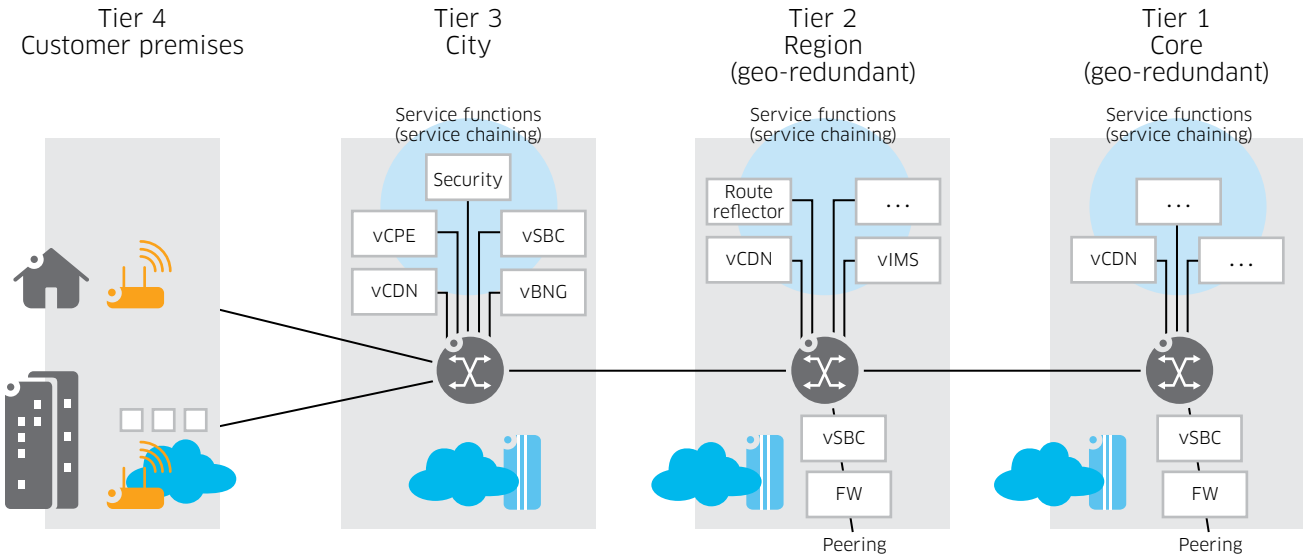 Tier 4
Customer premises
Tier 3
City
Tier 2
Region
(geo-redundant)
Tier 1
Core
(geo-redundant)
Service functions
(service chaining)
Security
vCPE
vSBC
vCDN
vBNG
Service functions
(service chaining)
Route
reflector
...
vCDN
vIMS
vSBC
FW
Peering
Service functions
(service chaining)
...
vCDN
...
vSBC
FW
Peering